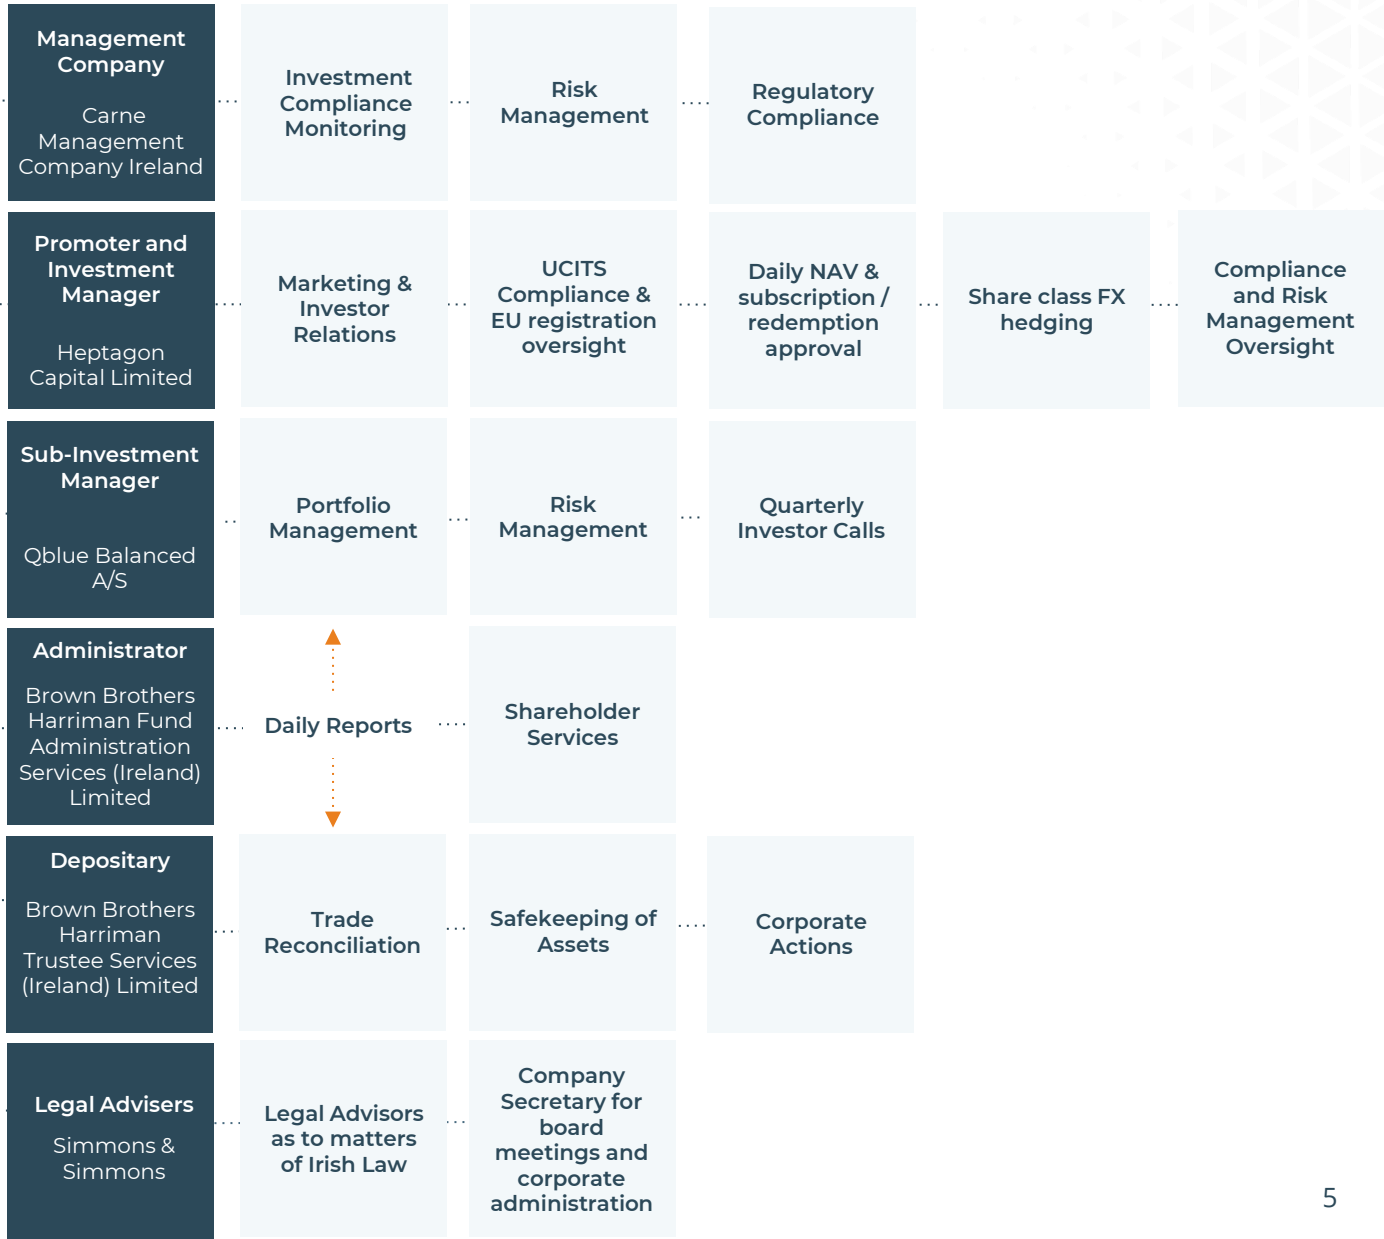 Management
Company
Carne
Management
Company Ireland
Investment
Compliance
Monitoring
Risk
Management
Regulatory
Compliance
Promoter and
Investment
Manager
Heptagon
Capital Limited
Marketing &
Investor
Relations
UCITS
Compliance &
EU registration
oversight
Daily NAV &
subscription /
redemption
approval
Share class FX
hedging
Compliance
and Risk
Management
Oversight
Sub-Investment
Manager
Qblue Balanced
A/S
Portfolio
Management
Risk
Management
Quarterly
Investor Calls
Administrator
Brown Brothers
Harriman Fund
Administration
Services (Ireland)
Limited
Daily Reports
Shareholder
Services
Depositary
Brown Brothers
Harriman
Trustee Services
(Ireland) Limited
Trade
Reconciliation
Safekeeping of
Assets
Corporate
Actions
Legal Advisers
Simmons &
Simmons
Legal Advisors
as to matters
of Irish Law
Company
Secretary for
board
meetings and
corporate
administration
5